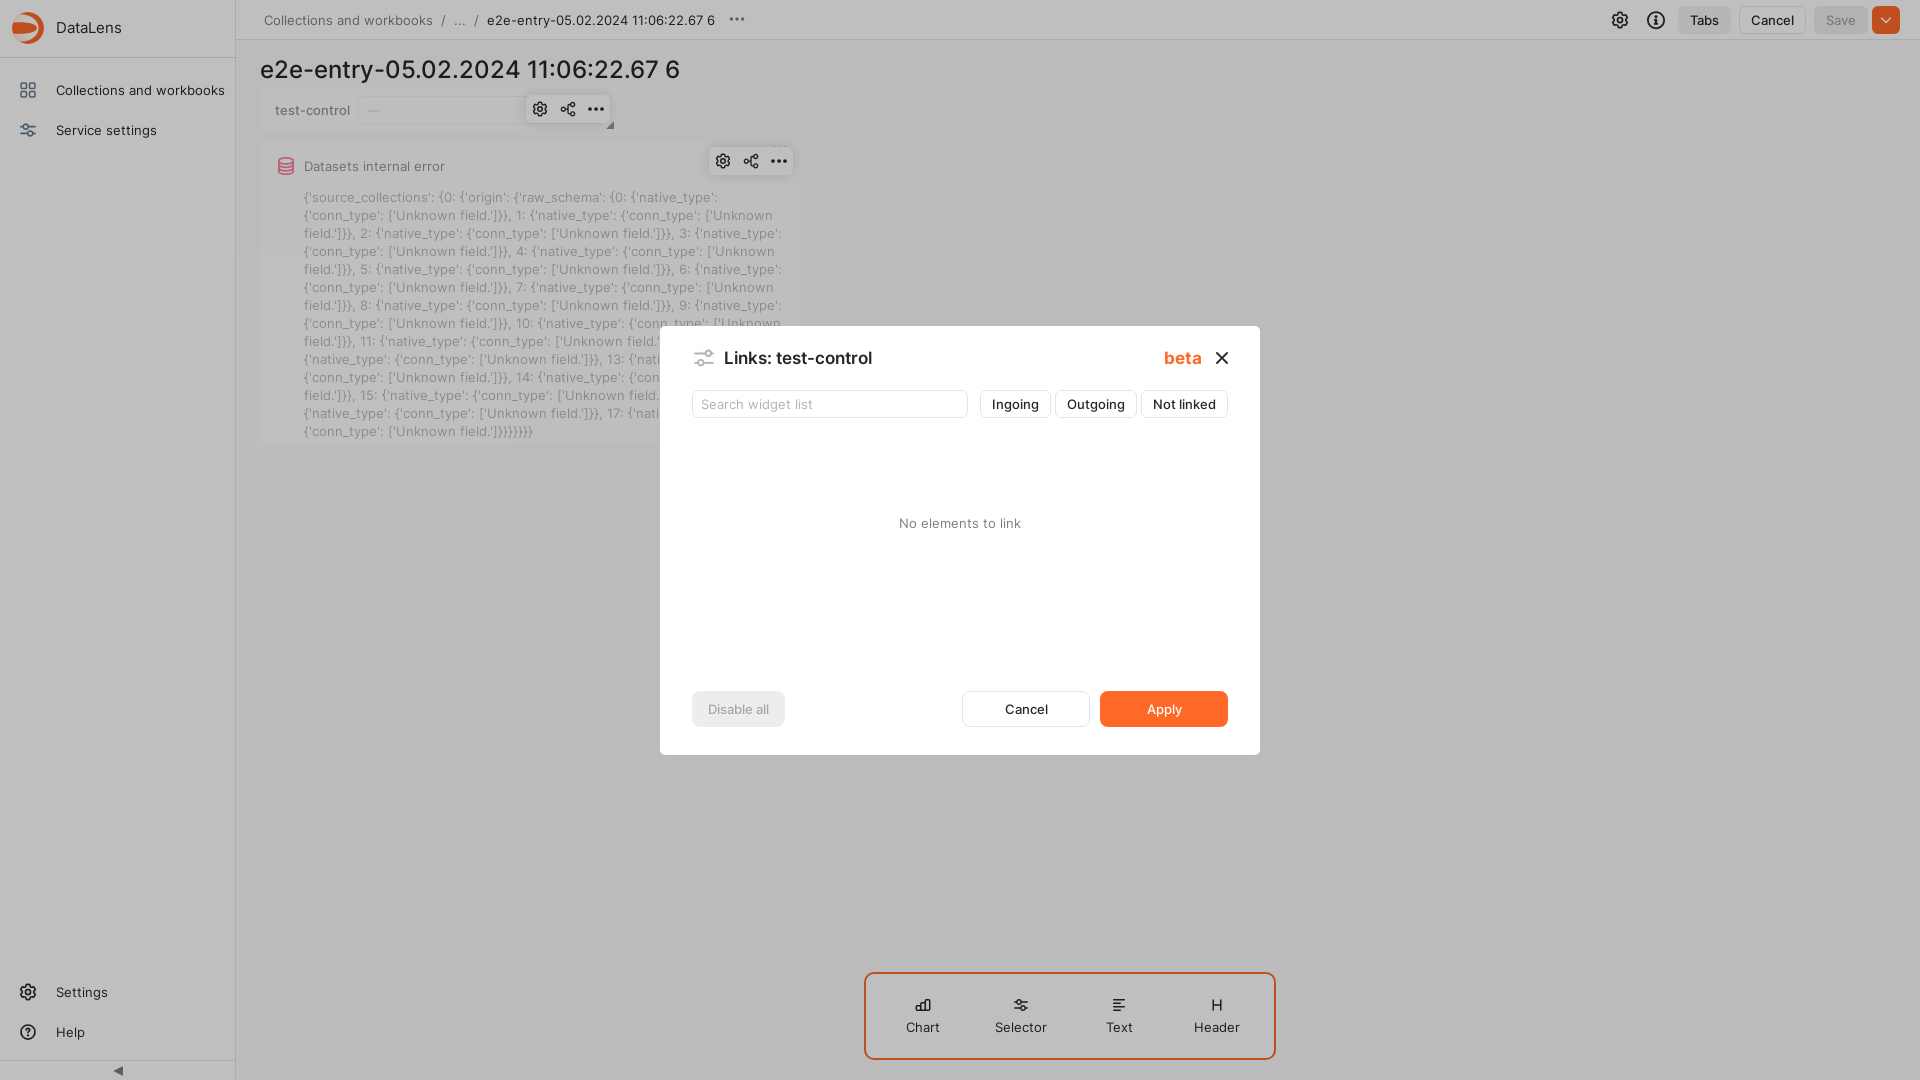 DataLens
Collections and workbooks / ... / e2e-entry-05.02.2024 11:06:22.67 6
Tabs
Cancel
Save
Collections and workbooks
Service settings
e2e-entry-05.02.2024 11:06:22.67 6
test-control
—
Datasets internal error
{'source_collections': {0: {'origin': {'raw_schema': {0: {'native_type':
{'conn_type': ['Unknown field.']}}, 1: {'native_type': {'conn_type': ['Unknown
field.']}}, 2: {'native_type': {'conn_type': ['Unknown field.']}}, 3: {'native_type':
{'conn_type': ['Unknown field.']}}, 4: {'native_type': {'conn_type': ['Unknown
field.']}}, 5: {'native_type': {'conn_type': ['Unknown field.']}}, 6: {'native_type':
{'conn_type': ['Unknown field.']}}, 7: {'native_type': {'conn_type': ['Unknown
field.']}}, 8: {'native_type': {'conn_type': ['Unknown field.']}}, 9: {'native_type':
{'conn_type': ['Unknown field.']}}, 10: {'native_type': {'conn_type': ['Unknown
field.']}}, 11: {'native_type': {'conn_type': ['Unknown field.
{'native_type': {'conn_type': ['Unknown field.']}}, 13: {'nati
{'conn_type': ['Unknown field.']}}, 14: {'native_type': {'con
field.']}}, 15: {'native_type': {'conn_type': ['Unknown field.
{'native_type': {'conn_type': ['Unknown field.']}}, 17: {'nati
{'conn_type': ['Unknown field.']}}}}}}}
Links: test-control
beta
Search widget list
Ingoing
Outgoing
Not linked
No elements to link
Disable all
Cancel
Apply
Chart
Selector
Text
Header
Settings
Help